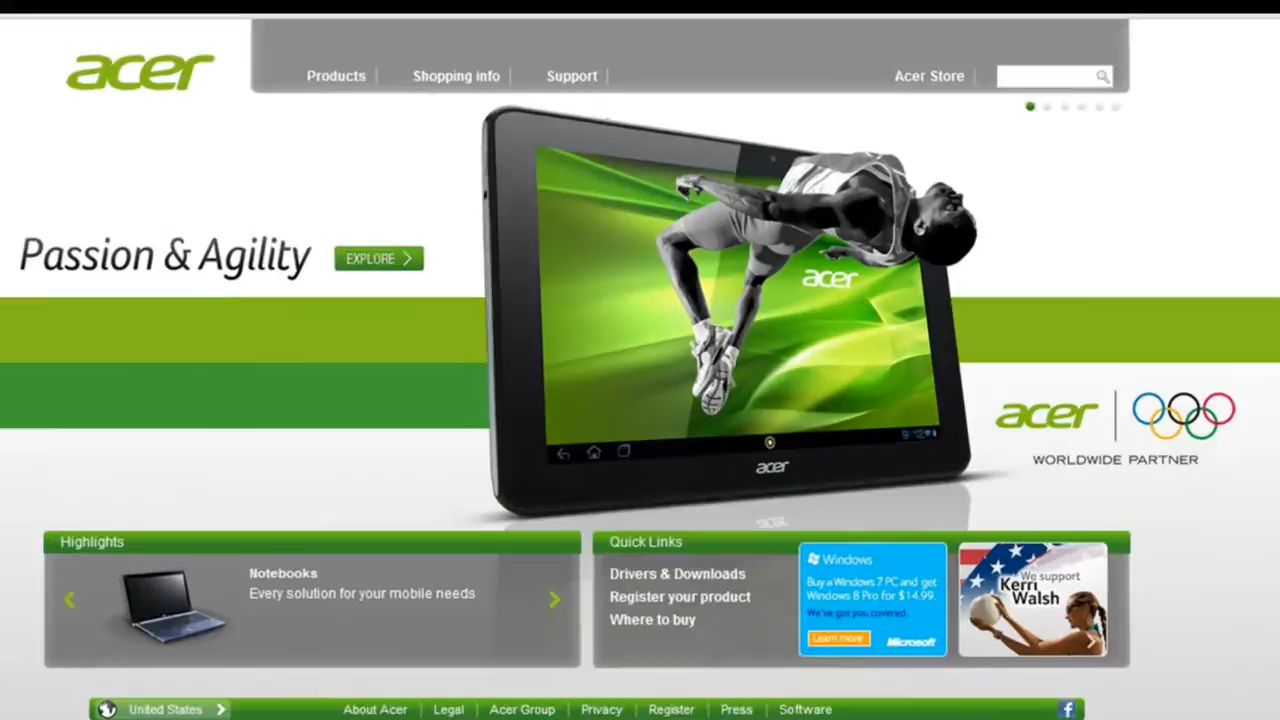 acer
Products
Shopping info
Support
Acer Store
Passion & Agility
EXPLORE
acer
acer
acer
WORLDWIDE PARTNER
Highlights
Notebooks
Every solution for your mobile needs
Quick Links
Drivers & Downloads
Register your product
Where to buy
Windows
Buy a Windows 7 PC and get
Windows 8 Pro for $14.99.
We've got you covered.
Learn more
Microsoft
We support
Kerri
Walsh
United States
About Acer
Legal
Acer Group
Privacy
Register
Press
Software